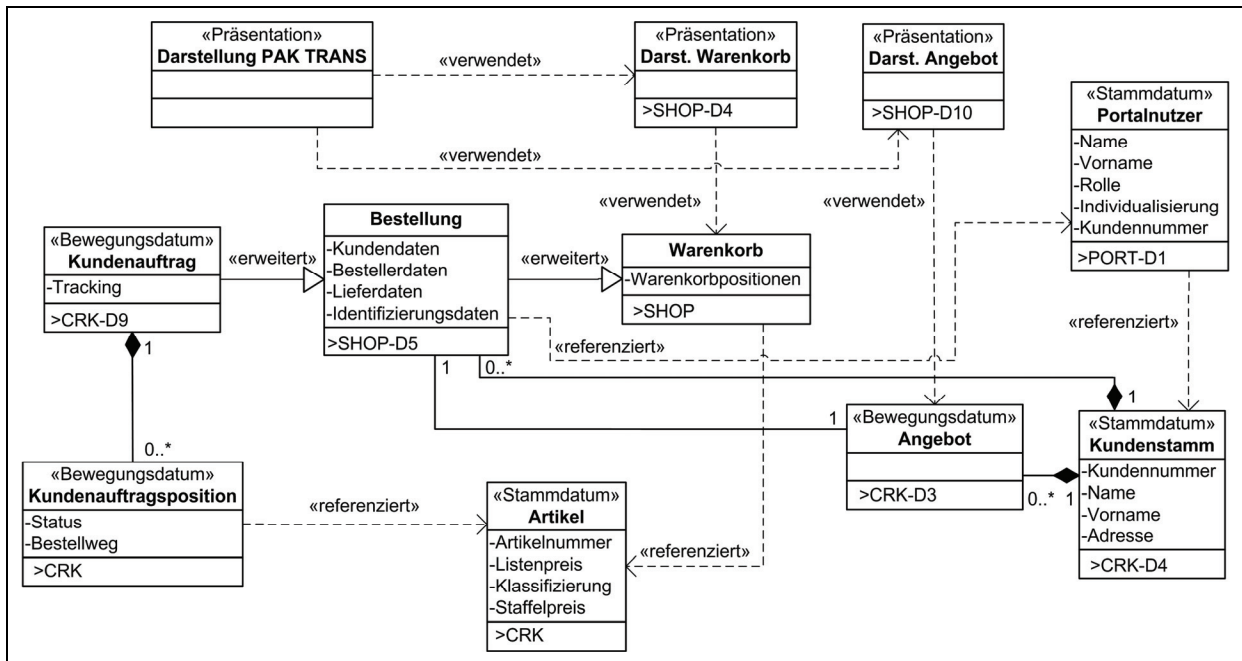 «Präsentation»
Darstellung PAK TRANS
«verwendet»
«Präsentation»
Darst. Warenkorb
>SHOP-D4
«Präsentation»
Darst. Angebot
>SHOP-D10
«verwendet»
«Stammdatum»
Portalnutzer
-Name
-Vorname
-Rolle
-Individualisierung
-Kundennummer
>PORT-D1
«verwendet»
«verwendet»
«Bewegungsdatum»
Kundenauftrag
-Tracking
>CRK-D9
«erweitert»
Bestellung
-Kundendaten
-Bestellerdaten
-Lieferdaten
-Identifizierungsdaten
>SHOP-D5
«erweitert»
Warenkorb
-Warenkorbpositionen
>SHOP
«referenziert»
«referenziert»
1
0..*
1
0..*
1
1
«Bewegungsdatum»
Angebot
>CRK-D3
0..*
1
«Stammdatum»
Kundenstamm
-Kundennummer
-Name
-Vorname
-Adresse
>CRK-D4
«Bewegungsdatum»
Kundenauftragsposition
-Status
-Bestellweg
>CRK
«referenziert»
«Stammdatum»
Artikel
-Artikelnummer
-Listenpreis
-Klassifizierung
-Staffelpreis
>CRK
«referenziert»